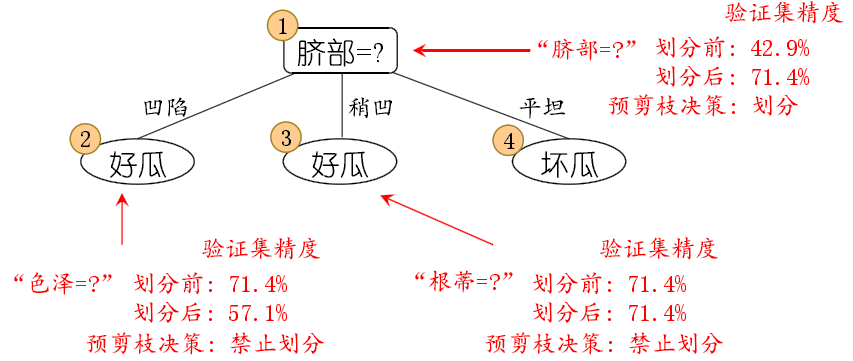 验证集精度
1
脐部=?
“脐部=?” 划分前: 42.9%
划分后: 71.4%
预剪枝决策: 划分
凹陷
稍凹
平坦
2
好瓜
3
好瓜
4
坏瓜
验证集精度
“色泽=?” 划分前: 71.4%
划分后: 57.1%
预剪枝决策: 禁止划分
验证集精度
“根蒂=?” 划分前: 71.4%
划分后: 71.4%
预剪枝决策: 禁止划分